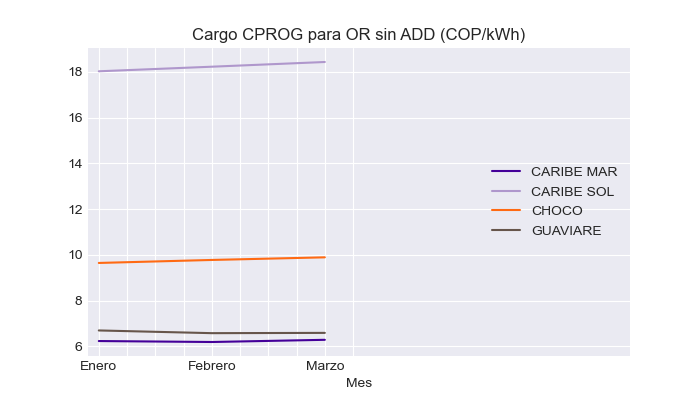 Cargo CPROG para OR sin ADD (COP/kWh)
18
16
14
12
10
8
6
CARIBE MAR
CARIBE SOL
CHOCO
GUAVIARE
Enero
Febrero
Marzo
Mes